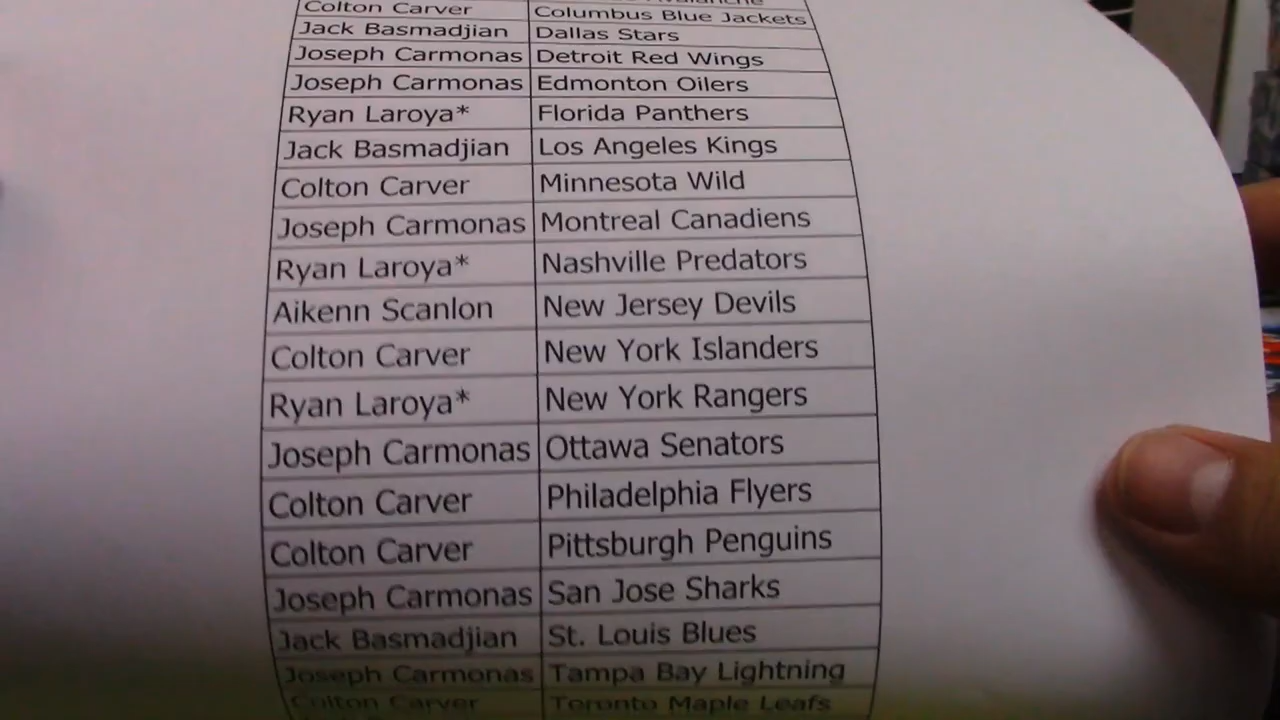 Colton Carver Columbus Blue Jackets
Jack Basmadjian Dallas Stars
Joseph Carmonas Detroit Red Wings
Joseph Carmonas Edmonton Oilers
Ryan Laroya* Florida Panthers
Jack Basmadjian Los Angeles Kings
Colton Carver Minnesota Wild
Joseph Carmonas Montreal Canadiens
Ryan Laroya* Nashville Predators
Aikenn Scanlon New Jersey Devils
Colton Carver New York Islanders
Ryan Laroya* New York Rangers
Joseph Carmonas Ottawa Senators
Colton Carver Philadelphia Flyers
Colton Carver Pittsburgh Penguins
Joseph Carmonas San Jose Sharks
Jack Basmadjian St. Louis Blues
Joseph Carmonas Tampa Bay Lightning
Colton Carver Toronto Maple Leafs